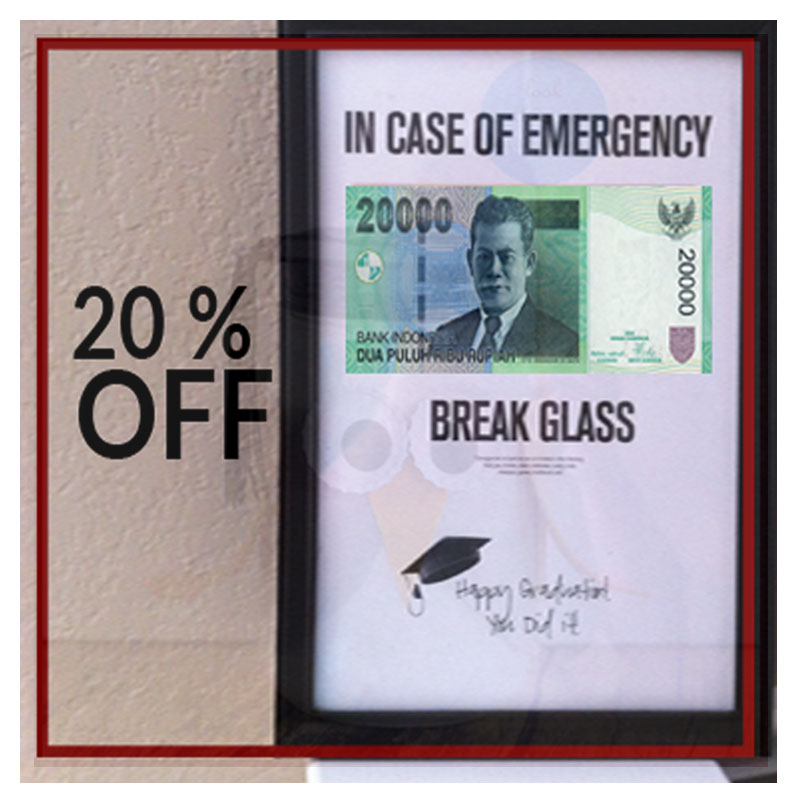 20 %
OFF
IN CASE OF EMERGENCY
20000
20000
BANK INDONESIA
DUA PULUH RIBU RUPIAH
BREAK GLASS
Happy Graduation!
You Did it!